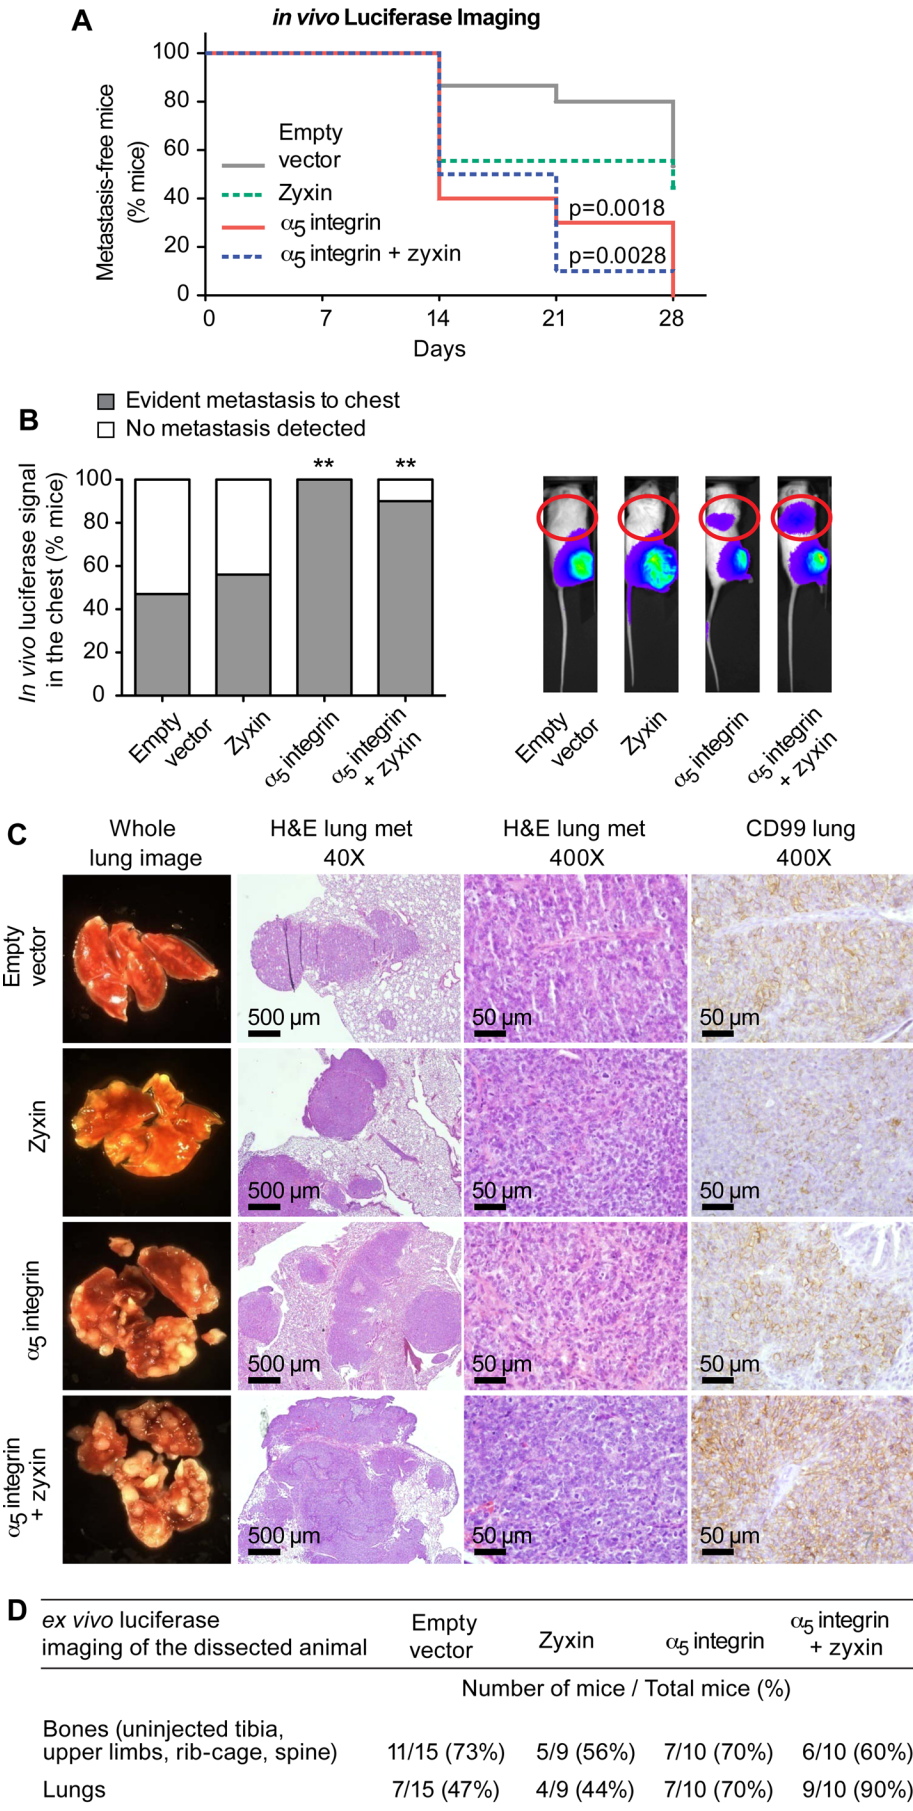 A
in vivo Luciferase Imaging
Metastasis-free mice
(% mice)
100
80
60
40
20
0
Empty
vector
Zyxin
α5 integrin
α5 integrin + zyxin
p=0.0018
p=0.0028
0 7 14 21 28
Days
B
Evident metastasis to chest
No metastasis detected
In vivo luciferase signal
in the chest (% mice)
100
80
60
40
20
0
** **
Empty
vector
Zyxin
α5 integrin
α5 integrin
+ zyxin
Empty
vector
Zyxin
α5 integrin
α5 integrin
+ zyxin
C
Whole
lung image
H&E lung met
40X
H&E lung met
400X
CD99 lung
400X
Empty
vector
500 µm 50 µm 50 µm
Zyxin
500 µm 50 µm 50 µm
α5 integrin
500 µm 50 µm 50 µm
α5 integrin
+ zyxin
500 µm 50 µm 50 µm
D
ex vivo luciferase
imaging of the dissected animal
Empty
vector
Zyxin
α5 integrin
α5 integrin
+ zyxin
Number of mice / Total mice (%)
Bones (uninjected tibia,
upper limbs, rib-cage, spine) 11/15 (73%) 5/9 (56%) 7/10 (70%) 6/10 (60%)
Lungs 7/15 (47%) 4/9 (44%) 7/10 (70%) 9/10 (90%)